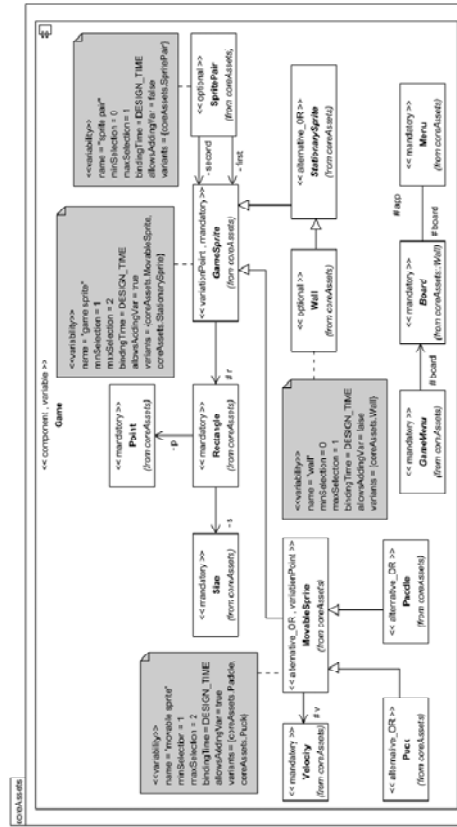 coreAssets
<< component , variable >>
Game
<<variability>>
name = "game sprite"
minSelection = 1
maxSelection = 2
bindingTime = DESIGN_TIME
allowsAddingVar = true
variants = {coreAssets.MovableSprite,
coreAssets.StationarySprite}
<<variability>>
name = "sprite pair"
minSelection = 0
maxSelection = 1
bindingTime = DESIGN_TIME
allowsAddingVar = false
variants = {coreAssets.SpritePair}
<<variability>>
name = "movable sprite"
minSelection = 1
maxSelection = 2
bindingTime = DESIGN_TIME
allowsAddingVar = true
variants = {coreAssets.Paddle,
coreAssets.Puck}
<< mandatory >>
Point
(from coreAssets)
- p
<< mandatory >>
Size
(from coreAssets)
- s
<< mandatory >>
Rectangle
(from coreAssets)
# r
<< variationPoint , mandatory >>
GameSprite
(from coreAssets)
- second
- first
<< optional >>
SpritePair
(from coreAssets)
<< mandatory >>
Velocity
(from coreAssets)
# v
<< alternative_OR , variationPoint >>
MovableSprite
(from coreAssets)
<<variability>>
name = "wall"
minSelection = 0
maxSelection = 1
bindingTime = DESIGN_TIME
allowsAddingVar = false
variants = {coreAssets.Wall}
<< optional >>
Wall
(from coreAssets)
<< alternative_OR >>
StationarySprite
(from coreAssets)
<< alternative_OR >>
Puck
(from coreAssets)
<< alternative_OR >>
Paddle
(from coreAssets)
<< mandatory >>
GameMenu
(from coreAssets)
# board
<< mandatory >>
Board
(from coreAssets::Wall)
# board
# app
<< mandatory >>
Menu
(from coreAssets)